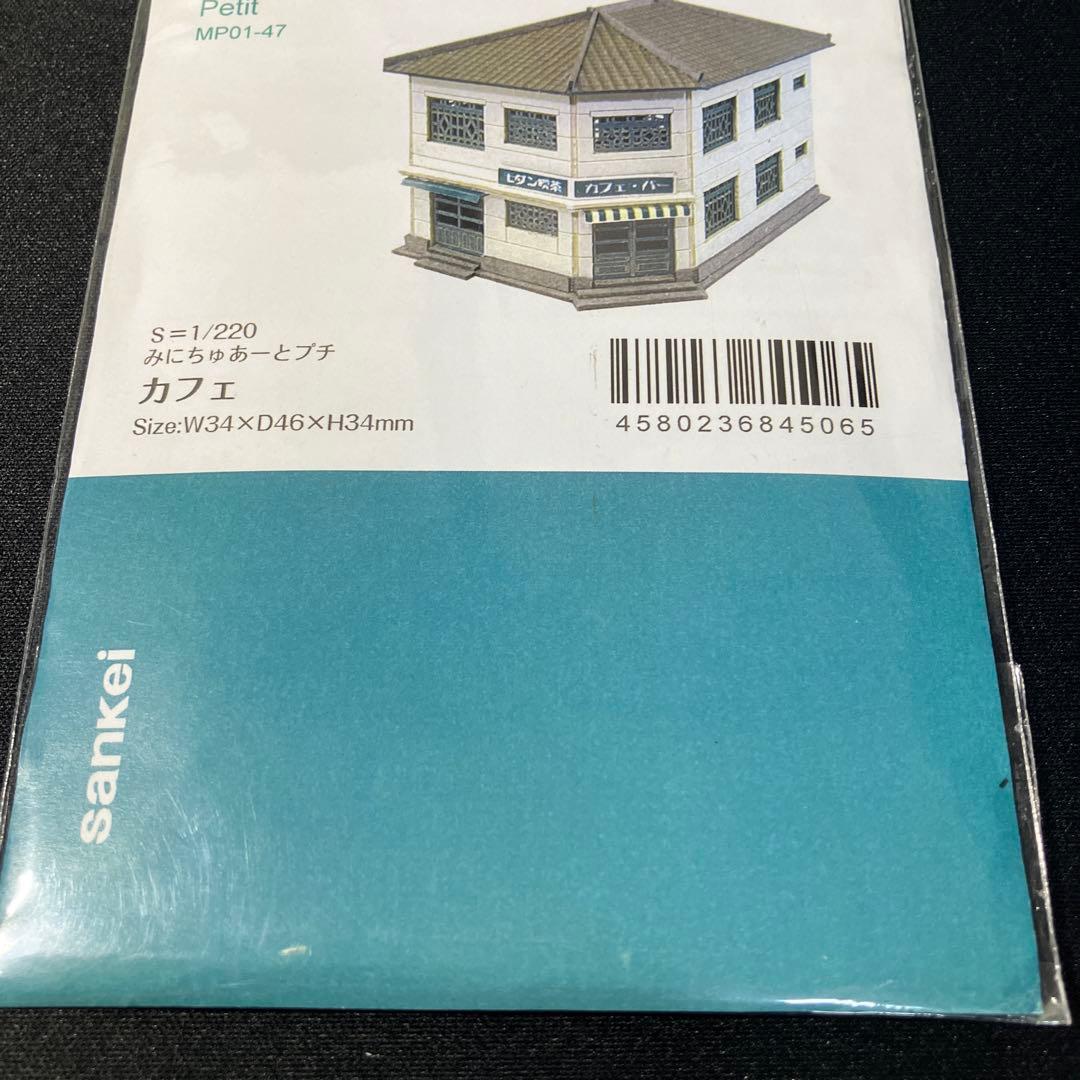 Petit
MP01-47
モダン喫茶
カフェ・バー
S=1/220
みにちゅあーとプチ
カフェ
Size:W34×D46×H34mm
4580236845065
sankei